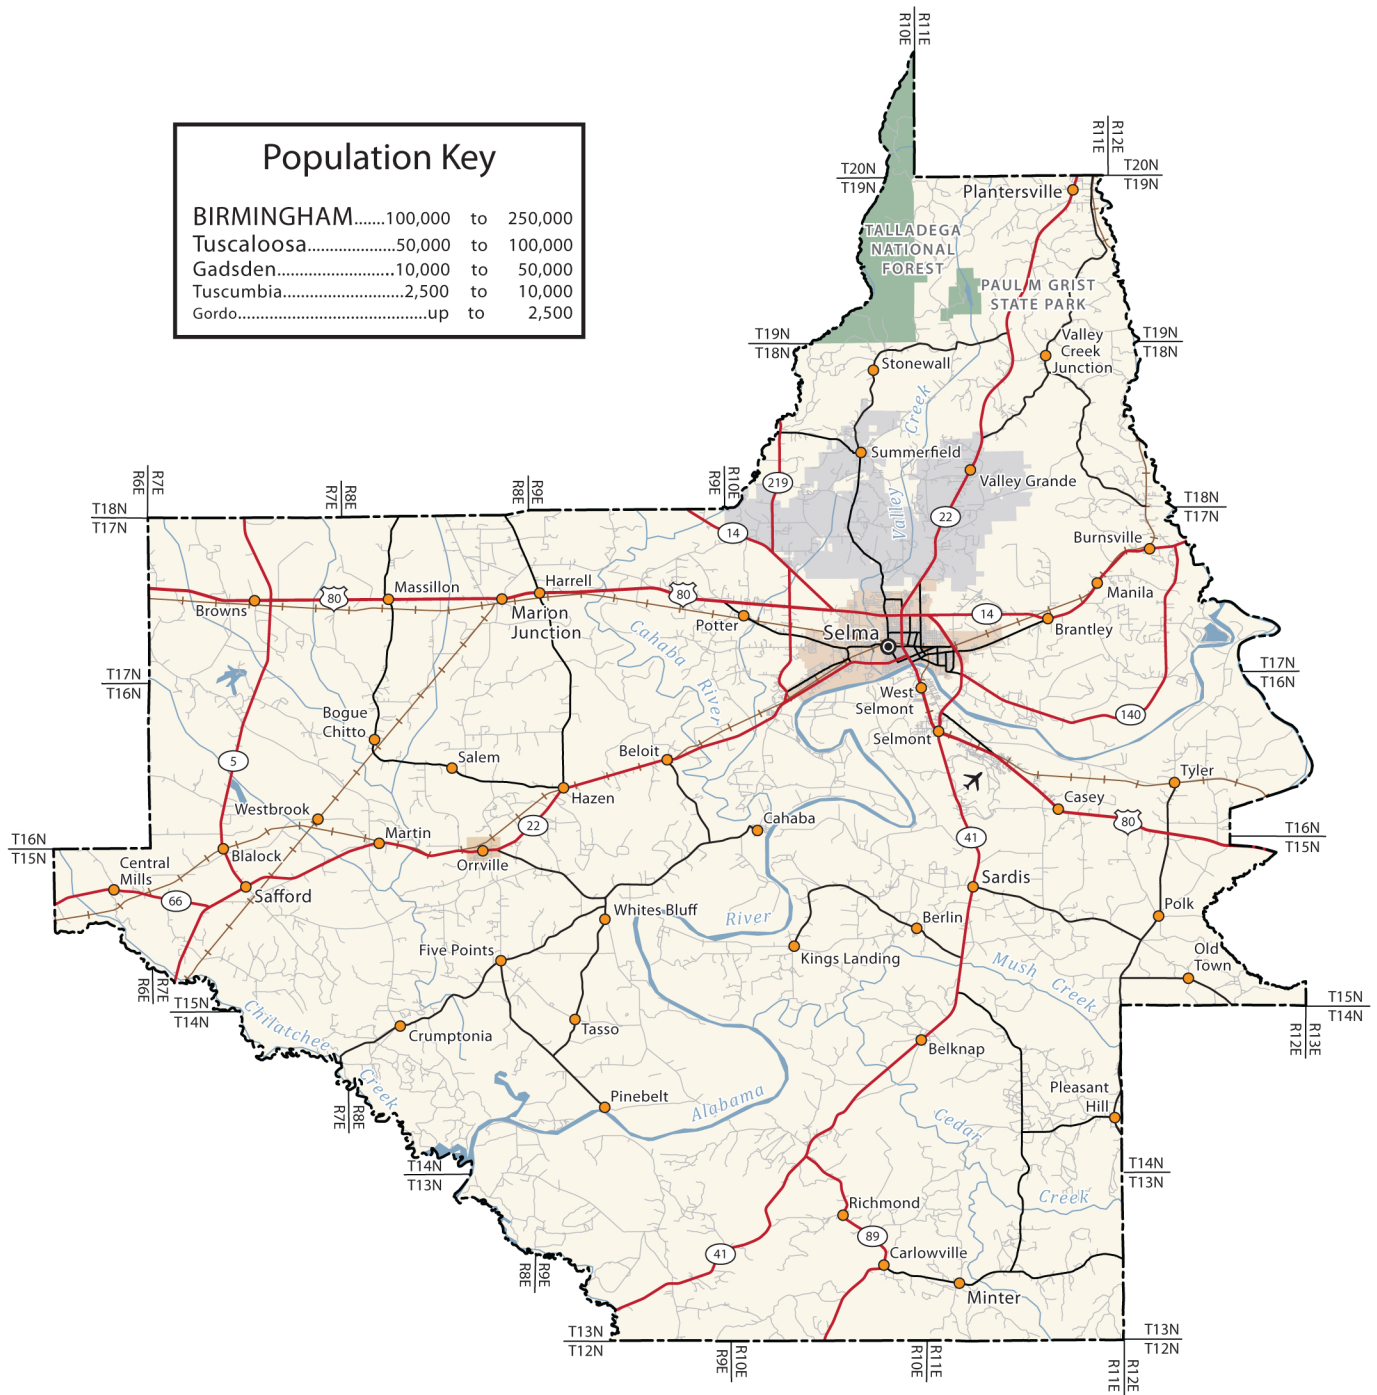 R10E
R11E
R11E
R12E
T20N
T19N
T20N
T19N
Plantersville
Population Key
BIRMINGHAM.......100,000 to 250,000
Tuscaloosa.....................50,000 to 100,000
Gadsden..........................10,000 to 50,000
Tuscumbia..........................2,500 to 10,000
Gordo..........................................up to 2,500
TALLADEGA
NATIONAL
FOREST
PAUL M GRIST
STATE PARK
T19N
T18N
T19N
T18N
Valley
Creek
Junction
Stonewall
Valley Creek
Summerfield
Valley Grande
219
22
14
R6E
R7E
R7E
R8E
R8E
R9E
R9E
R10E
T18N
T17N
T18N
T17N
Burnsville
Manila
Brantley
14
Browns
80
Massillon
Marion
Junction
Harrell
80
Potter
Selma
Cahaba River
West
Selmont
Selmont
140
T17N
T16N
T17N
T16N
Bogue
Chitto
Salem
Beloit
Hazen
5
Westbrook
22
Cahaba
Tyler
Casey
80
41
T16N
T15N
T16N
T15N
Central
Mills
Blalock
Martin
Orrville
66
Safford
Sardis
Polk
Whites Bluff
River
Berlin
Five Points
Kings Landing
Mush Creek
Old
Town
R6E
R7E
T15N
T14N
T15N
T14N
R12E
R13E
Chilatchee
Creek
Crumptonia
Tasso
Belknap
Pinebelt
Alabama
Cedar
Creek
Pleasant
Hill
R7E
R8E
T14N
T13N
T14N
T13N
Richmond
89
Carlowville
41
Minter
R8E
R9E
T13N
T12N
T13N
T12N
R9E
R10E
R10E
R11E
R11E
R12E